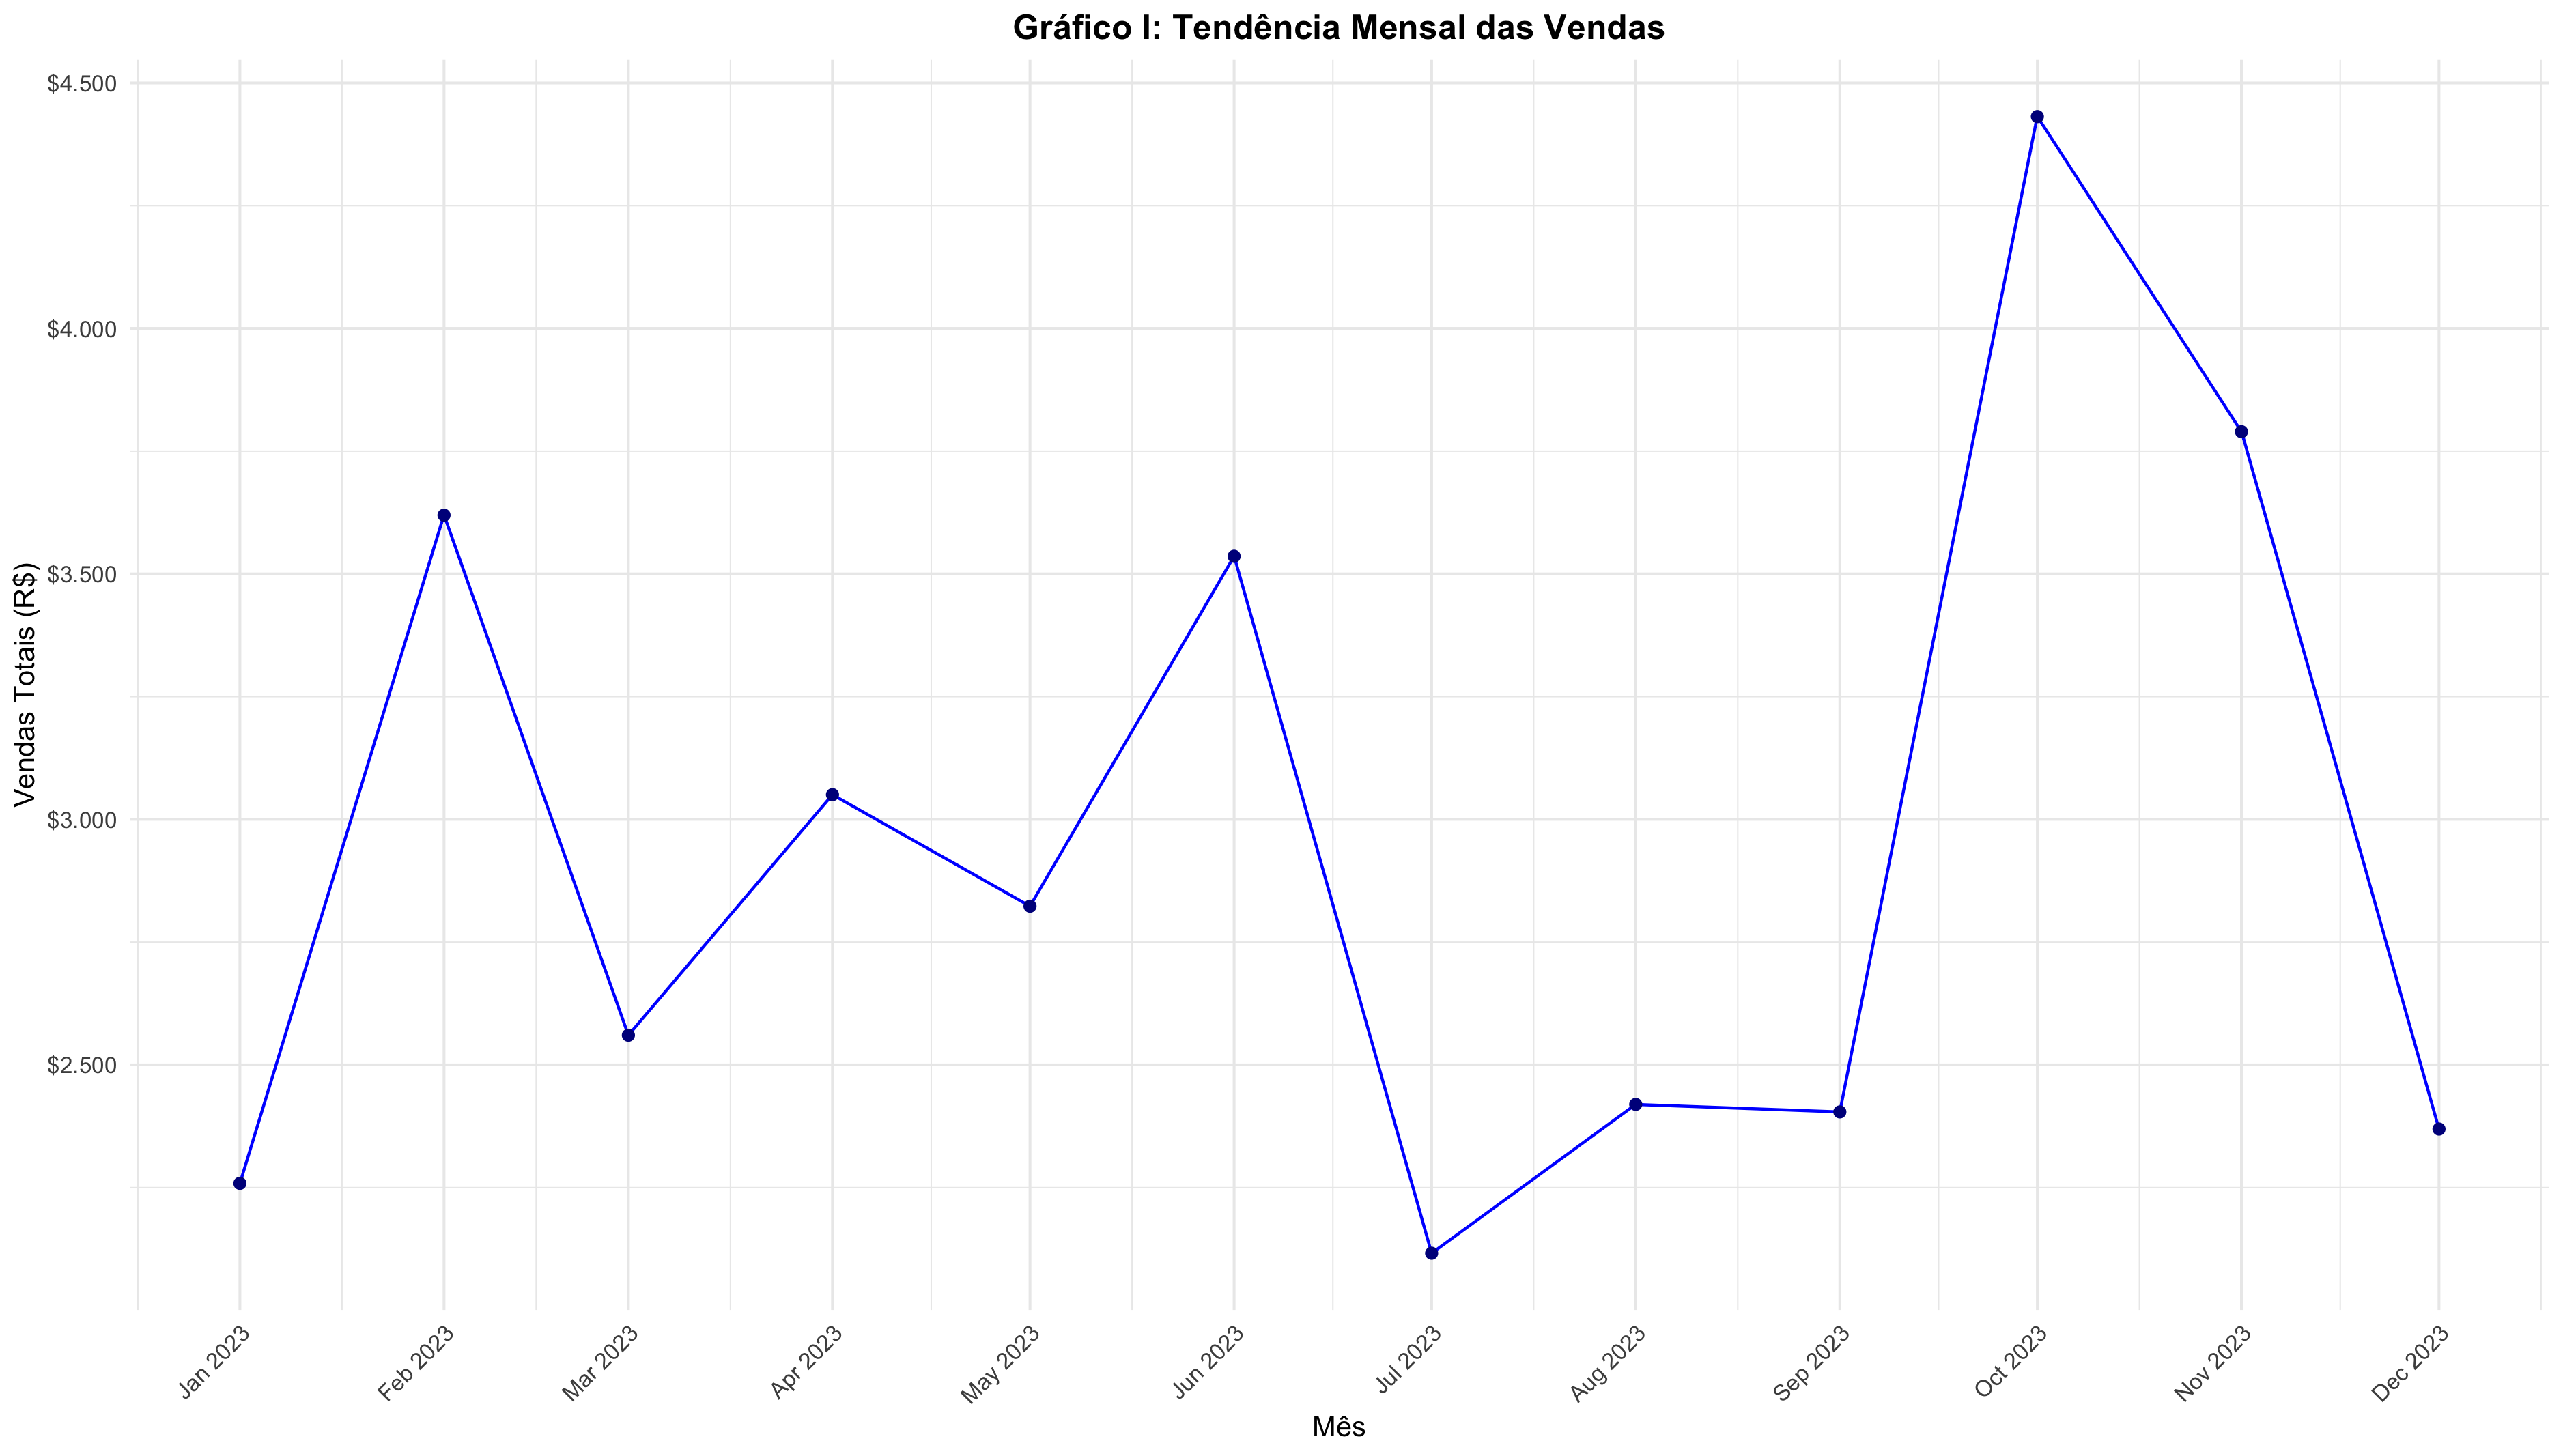 Gráfico I: Tendência Mensal das Vendas
Vendas Totais (R$)
$4.500
$4.000
$3.500
$3.000
$2.500
Jan 2023
Feb 2023
Mar 2023
Apr 2023
May 2023
Jun 2023
Jul 2023
Aug 2023
Sep 2023
Oct 2023
Nov 2023
Dec 2023
Mês